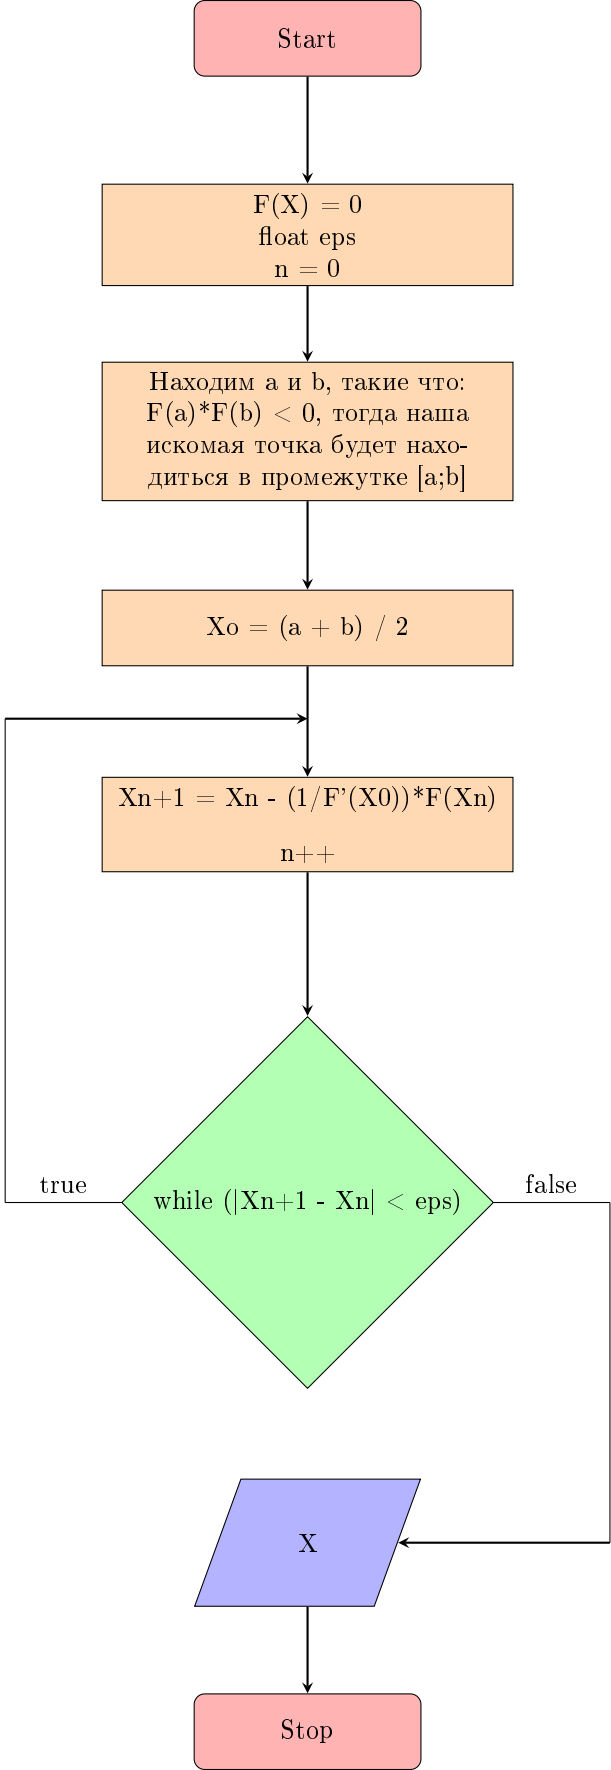 Start
F(X) = 0
float eps
n = 0
Находим a и b, такие что:
F(a)*F(b) < 0, тогда наша
искомая точка будет нахо-
диться в промежутке [a;b]
Xo = (a + b) / 2
Xn+1 = Xn - (1/F'(X0))*F(Xn)
n++
true
while (|Xn+1 - Xn| < eps)
false
X
Stop